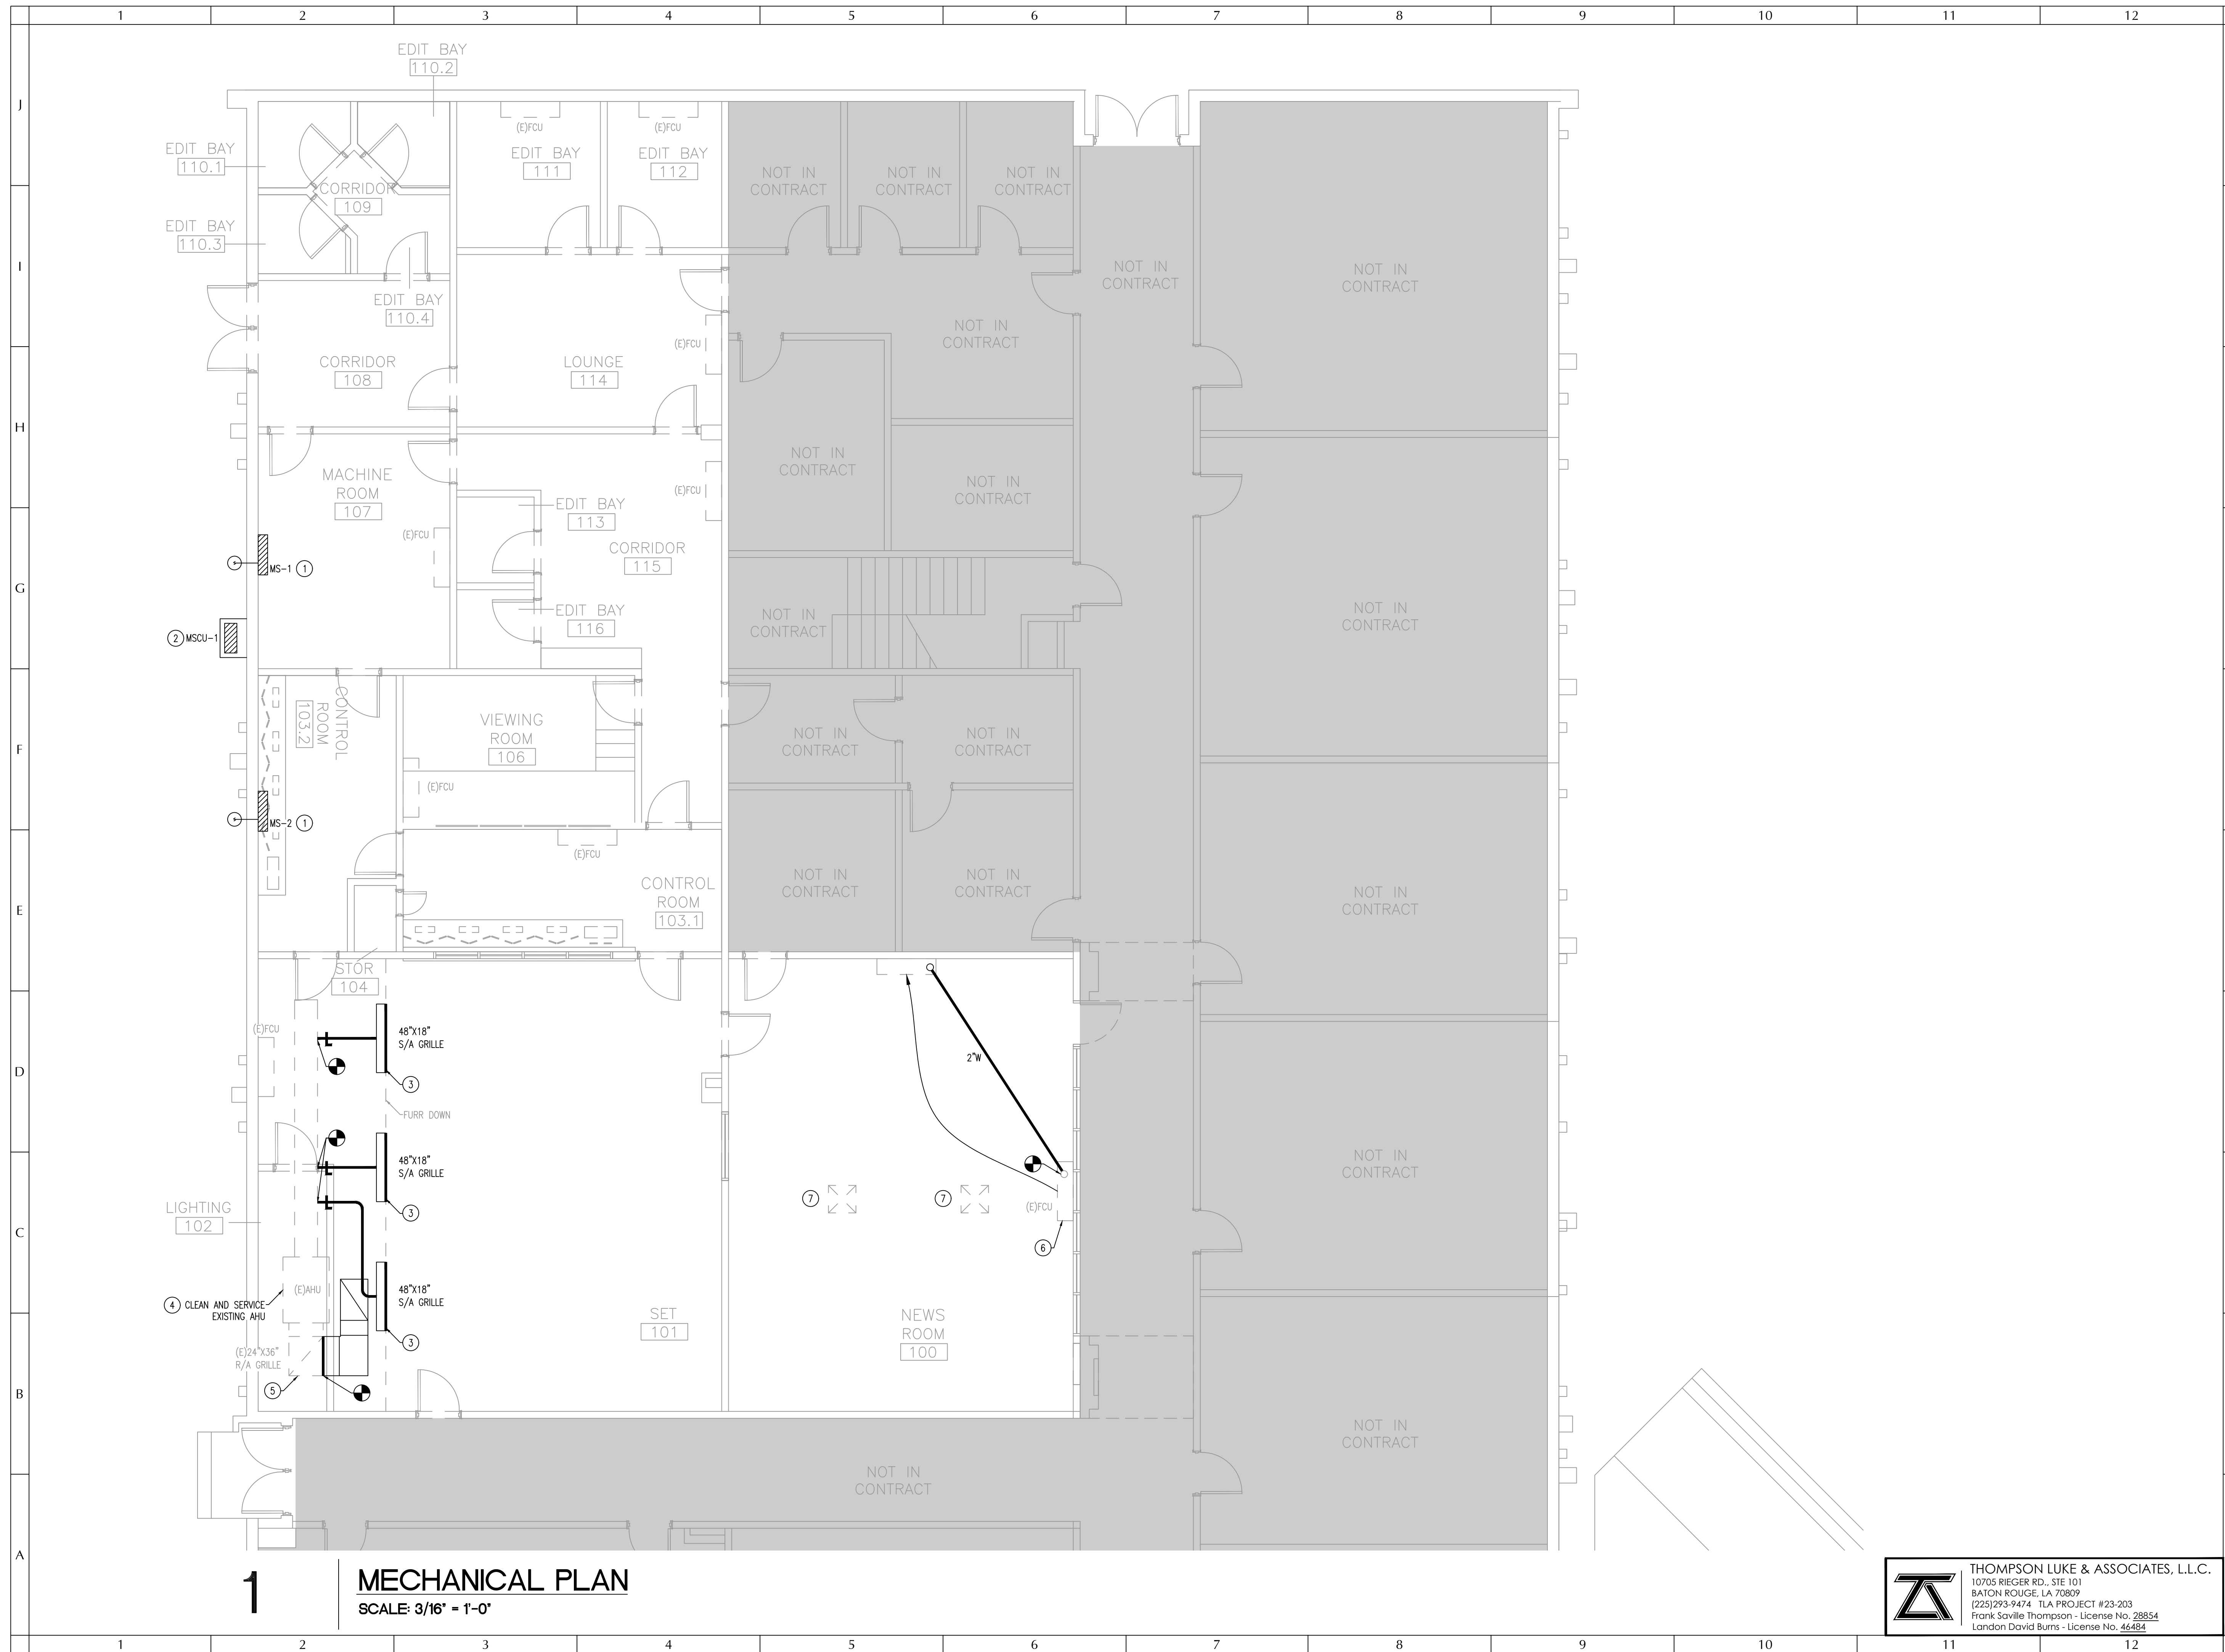 1 2 3 4 5 6 7 8 9 10 11 12
J
I
H
G
F
E
D
C
B
A
EDIT BAY
110.2
EDIT BAY
110.1
CORRIDOR
109
EDIT BAY
110.3
EDIT BAY
110.4
(E)FCU
EDIT BAY
111
(E)FCU
EDIT BAY
112
NOT IN
CONTRACT
NOT IN
CONTRACT
NOT IN
CONTRACT
NOT IN
CONTRACT
NOT IN
CONTRACT
NOT IN
CONTRACT
CORRIDOR
108
LOUNGE
114
(E)FCU
MACHINE
ROOM
107
(E)FCU
(E)FCU
EDIT BAY
113
CORRIDOR
115
EDIT BAY
116
NOT IN
CONTRACT
NOT IN
CONTRACT
NOT IN
CONTRACT
NOT IN
CONTRACT
MS-1 1
2 MSCU-1
CONTROL
ROOM
103.2
VIEWING
ROOM
106
(E)FCU
NOT IN
CONTRACT
NOT IN
CONTRACT
MS-2 1
(E)FCU
CONTROL
ROOM
103.1
NOT IN
CONTRACT
NOT IN
CONTRACT
NOT IN
CONTRACT
STOR
104
(E)FCU
48"X18"
S/A GRILLE
3
FURR DOWN
2"W
48"X18"
S/A GRILLE
3
LIGHTING
102
7
7
(E)FCU
6
NOT IN
CONTRACT
(E)AHU
4 CLEAN AND SERVICE
EXISTING AHU
48"X18"
S/A GRILLE
3
(E)24"X36"
R/A GRILLE
5
SET
101
NEWS
ROOM
100
NOT IN
CONTRACT
NOT IN
CONTRACT
1
MECHANICAL PLAN
SCALE: 3/16" = 1'-0"
THOMPSON LUKE & ASSOCIATES, L.L.C.
10705 RIEGER RD., STE 101
BATON ROUGE, LA 70809
(225)293-9474 TLA PROJECT #23-203
Frank Saville Thompson - License No. 28854
Landon David Burns - License No. 46484
1 2 3 4 5 6 7 8 9 10 11 12